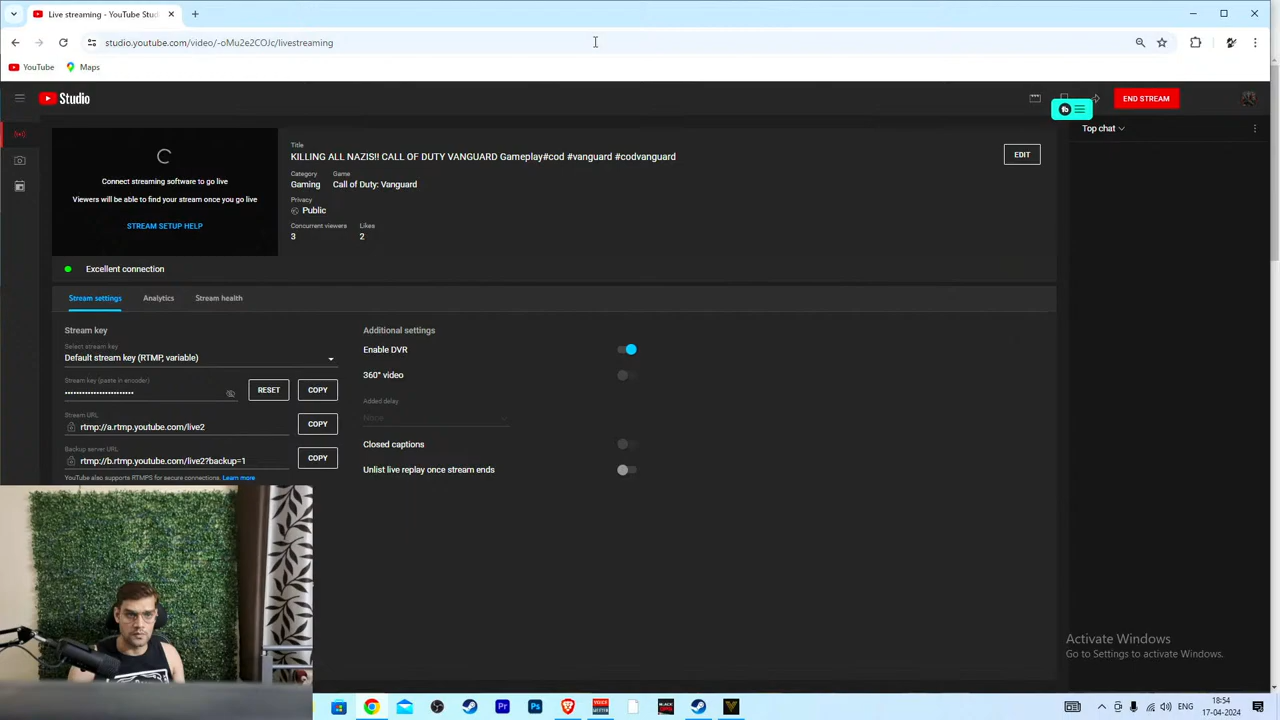 Live streaming - YouTube Stud
studio.youtube.com/video/-oMu2e2COJc/livestreaming
YouTube
Maps
Studio
END STREAM
Top chat
Connect streaming software to go live
Viewers will be able to find your stream once you go live
STREAM SETUP HELP
Title
KILLING ALL NAZIS!! CALL OF DUTY VANGUARD Gameplay#cod #vanguard #codvanguard
EDIT
Category
Game
Gaming
Call of Duty: Vanguard
Privacy
Public
Concurrent viewers
Likes
3
2
Excellent connection
Stream settings
Analytics
Stream health
Stream key
Select stream key
Default stream key (RTMP, variable)
Stream key (paste in encoder)
RESET
COPY
Stream URL
rtmp://a.rtmp.youtube.com/live2
COPY
Backup server URL
rtmp://b.rtmp.youtube.com/live2?backup=1
COPY
YouTube also supports RTMPS for secure connections. Learn more
Additional settings
Enable DVR
360° video
Added delay
None
Closed captions
Unlist live replay once stream ends
Activate Windows
Go to Settings to activate Windows.
Pr
Ps
ENG
18:54
17-04-2024